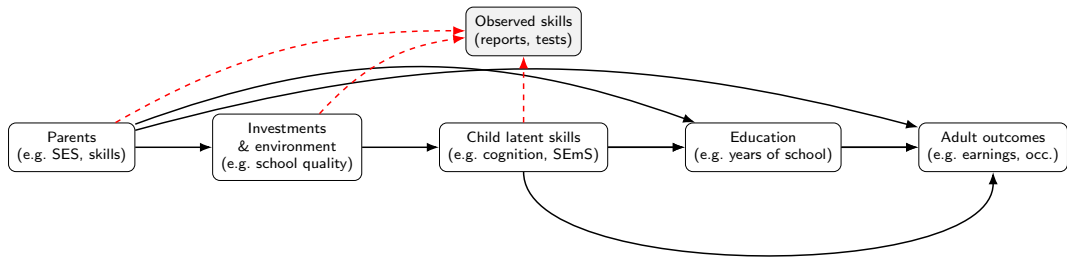 Observed skills
(reports, tests)
Parents
(e.g. SES, skills)
Investments
& environment
(e.g. school quality)
Child latent skills
(e.g. cognition, SEmS)
Education
(e.g. years of school)
Adult outcomes
(e.g. earnings, occ.)